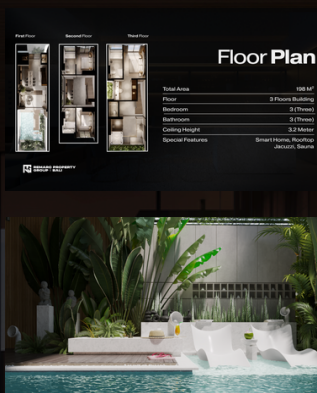 First Floor
Second Floor
Third Floor
Floor Plan
Total Area 198 M²
Floor 3 Floors Building
Bedroom 3 (Three)
Bathroom 3 (Three)
Ceiling Height 3.2 Meter
Special Features Smart Home, Rooftop
Jacuzzi, Sauna
NEMARO PROPERTY
GROUP BALI